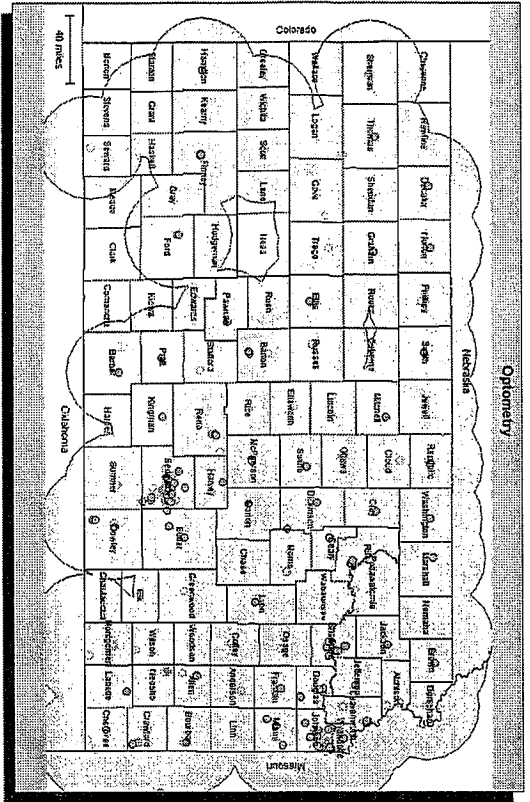 Optometry
Nebraska
Colorado
Missouri
Oklahoma
40 miles
Cheyenne
Rawlins
Decatur
Norton
Phillips
Smith
Jewell
Republic
Washington
Marshall
Nemaha
Brown
Doniphan
Sherman
Thomas
Sheridan
Graham
Rooks
Osborne
Mitchell
Cloud
Clay
Riley
Pottawatomie
Jackson
Atchison
Jefferson
Leavenworth
Wyandotte
Wallace
Logan
Gove
Trego
Ellis
Russell
Lincoln
Ottawa
Dickinson
Geary
Wabaunsee
Shawnee
Douglas
Johnson
Greeley
Wichita
Scott
Lane
Ness
Rush
Barton
Ellsworth
Saline
Rice
McPherson
Marion
Morris
Chase
Lyon
Osage
Franklin
Miami
Coffey
Anderson
Linn
Hamilton
Kearny
Finney
Hodgeman
Pawnee
Edwards
Stafford
Reno
Harvey
Butler
Greenwood
Woodson
Allen
Bourbon
Stanton
Grant
Haskell
Gray
Ford
Kiowa
Pratt
Kingman
Sedgwick
Elk
Wilson
Neosho
Crawford
Morton
Stevens
Seward
Meade
Clark
Comanche
Barber
Harper
Sumner
Cowley
Chautauqua
Montgomery
Labette
Cherokee